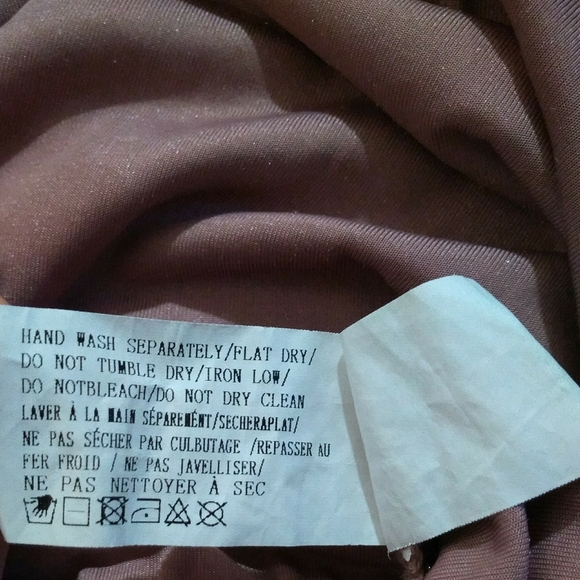 HAND WASH SEPARATELY/FLAT DRY/
DO NOT TUMBLE DRY/IRON LOW/
DO NOTBLEACH/DO NOT DRY CLEAN
LAVER À LA MAIN SÉPAREMÉNT/SECHERAPLAT/
NE PAS SÉCHER PAR CULBUTAGE /REPASSER AU
FER FROID / NE PAS JAVELLISER/
NE PAS NETTOYER À SEC